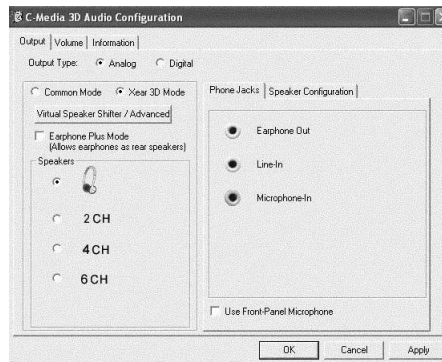 C-Media 3D Audio Configuration
Output Volume Information
Output Type: Analog Digital
Common Mode Xear 3D Mode
Virtual Speaker Shifter / Advanced
Earphone Plus Mode
(Allows earphones as rear speakers)
Speakers
2 CH
4 CH
6 CH
Phone Jacks Speaker Configuration
Earphone Out
Line-In
Microphone-In
Use Front-Panel Microphone
OK Cancel Apply